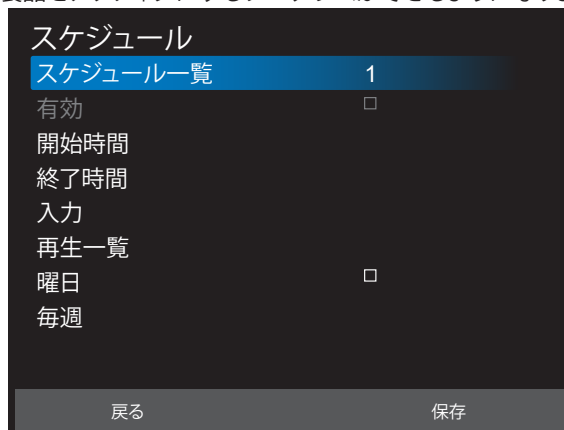 スケジュール
スケジュール一覧 1
有効 □
開始時間
終了時間
入力
再生一覧
曜日 □
毎週
戻る 保存